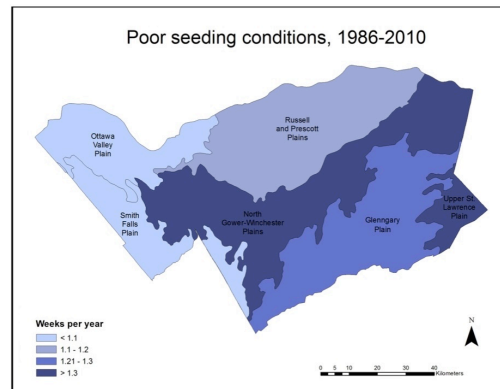 Poor seeding conditions, 1986-2010
Ottawa
Valley
Plain
Russell
and Prescott
Plains
Smith
Falls
Plain
North
Gower-Winchester
Plains
Glenngary
Plain
Upper St
Lawrence
Plain
Weeks per year
< 1.1
1.1 - 1.2
1.21 - 1.3
> 1.3
N
0 5 10 20 30 40
Kilometers